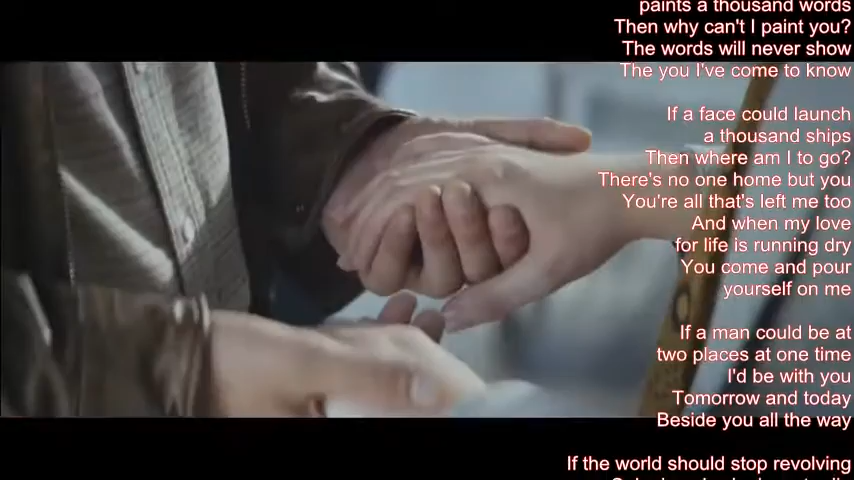 paints a thousand words
Then why can't I paint you?
The words will never show
The you I've come to know
If a face could launch
a thousand ships
Then where am I to go?
There's no one home but you
You're all that's left me too
And when my love
for life is running dry
You come and pour
yourself on me
If a man could be at
two places at one time
I'd be with you
Tomorrow and today
Beside you all the way
If the world should stop revolving